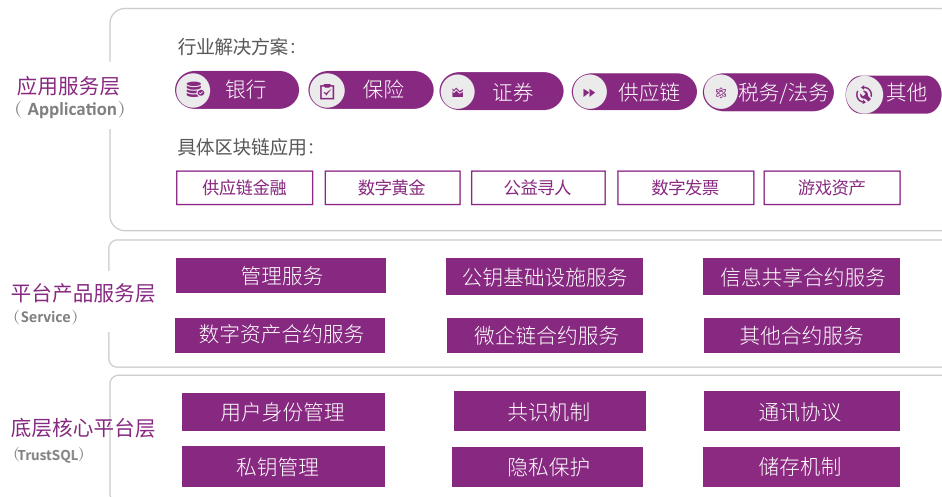 应用服务层
（ Application）
行业解决方案：
银行 保险 证券 供应链 税务/法务 其他
具体区块链应用：
供应链金融 数字黄金 公益寻人 数字发票 游戏资产
平台产品服务层
（Service）
管理服务 公钥基础设施服务 信息共享合约服务
数字资产合约服务 微企链合约服务 其他合约服务
底层核心平台层
（TrustSQL）
用户身份管理 共识机制 通讯协议
私钥管理 隐私保护 储存机制